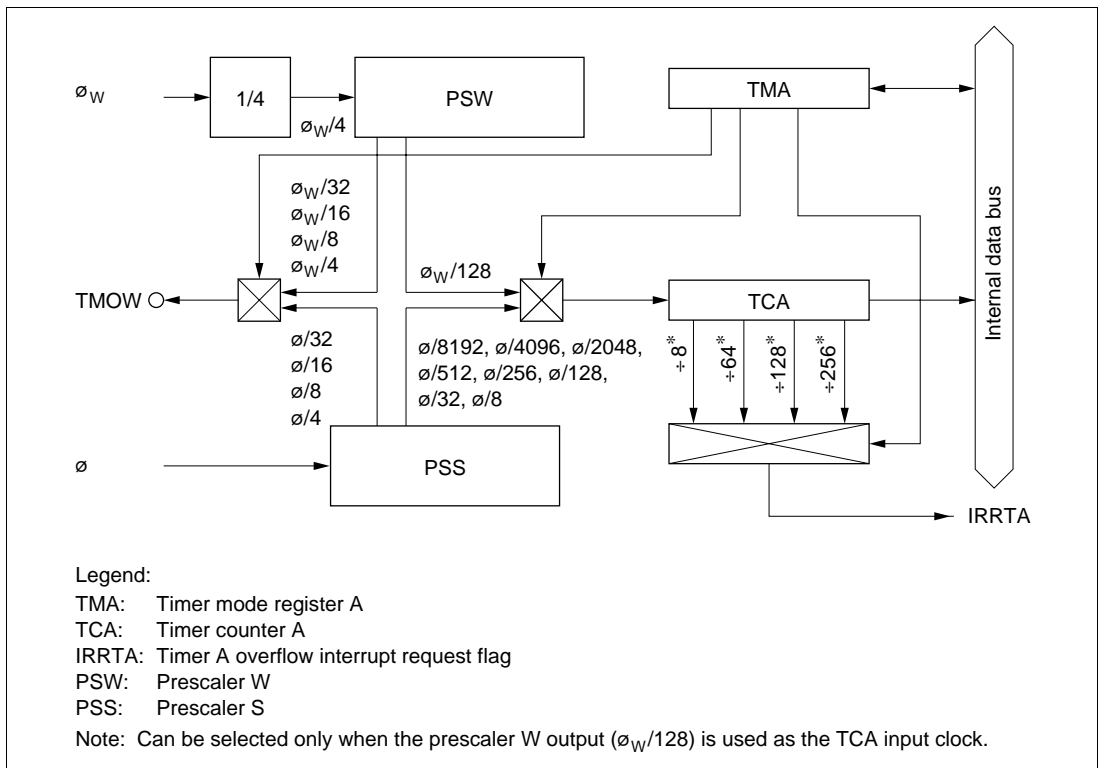 øW
1/4
PSW
TMA
øW/4
øW/32
øW/16
øW/8
øW/4
øW/128
TMOW
TCA
Internal data bus
ø/32
ø/16
ø/8
ø/4
ø/8192, ø/4096, ø/2048,
ø/512, ø/256, ø/128,
ø/32, ø/8
÷8*
÷64*
÷128*
÷256*
ø
PSS
IRRTA
Legend:
TMA: Timer mode register A
TCA: Timer counter A
IRRTA: Timer A overflow interrupt request flag
PSW: Prescaler W
PSS: Prescaler S
Note: Can be selected only when the prescaler W output (øW/128) is used as the TCA input clock.